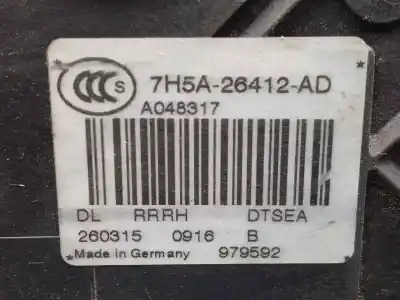 CCC S 7H5A-26412-AD
A048317
DL RRRH DTSEA
260315 0916 B
Made in Germany 979592